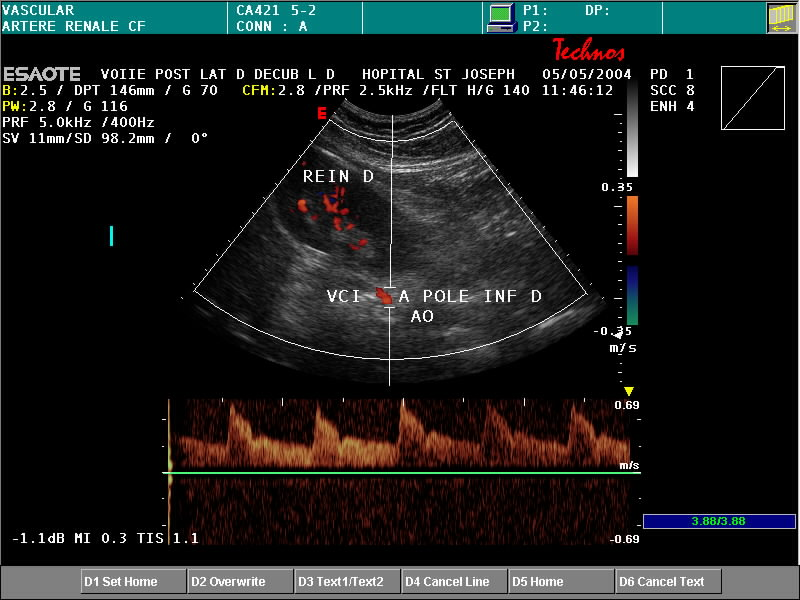 VASCULAR
ARTERE RENALE CF
CA421 5-2
CONN : A
P1: DP:
P2:
Technos
ESAOTE VOIIE POST LAT D DECUB L D HOPITAL ST JOSEPH 05/05/2004 PD 1
B:2.5 / DPT 146mm / G 70 CFM:2.8 /PRF 2.5kHz /FLT H/G 140 11:46:12 SCC 8
PW:2.8 / G 116 ENH 4
PRF 5.0kHz /400Hz
SV 11mm/SD 98.2mm / 0°
E
REIN D
0.35
VCI A POLE INF D
AO
-0.35
m/s
0.69
m/s
3.88/3.88
-1.1dB MI 0.3 TIS 1.1
-0.69
D1 Set Home D2 Overwrite D3 Text1/Text2 D4 Cancel Line D5 Home D6 Cancel Text